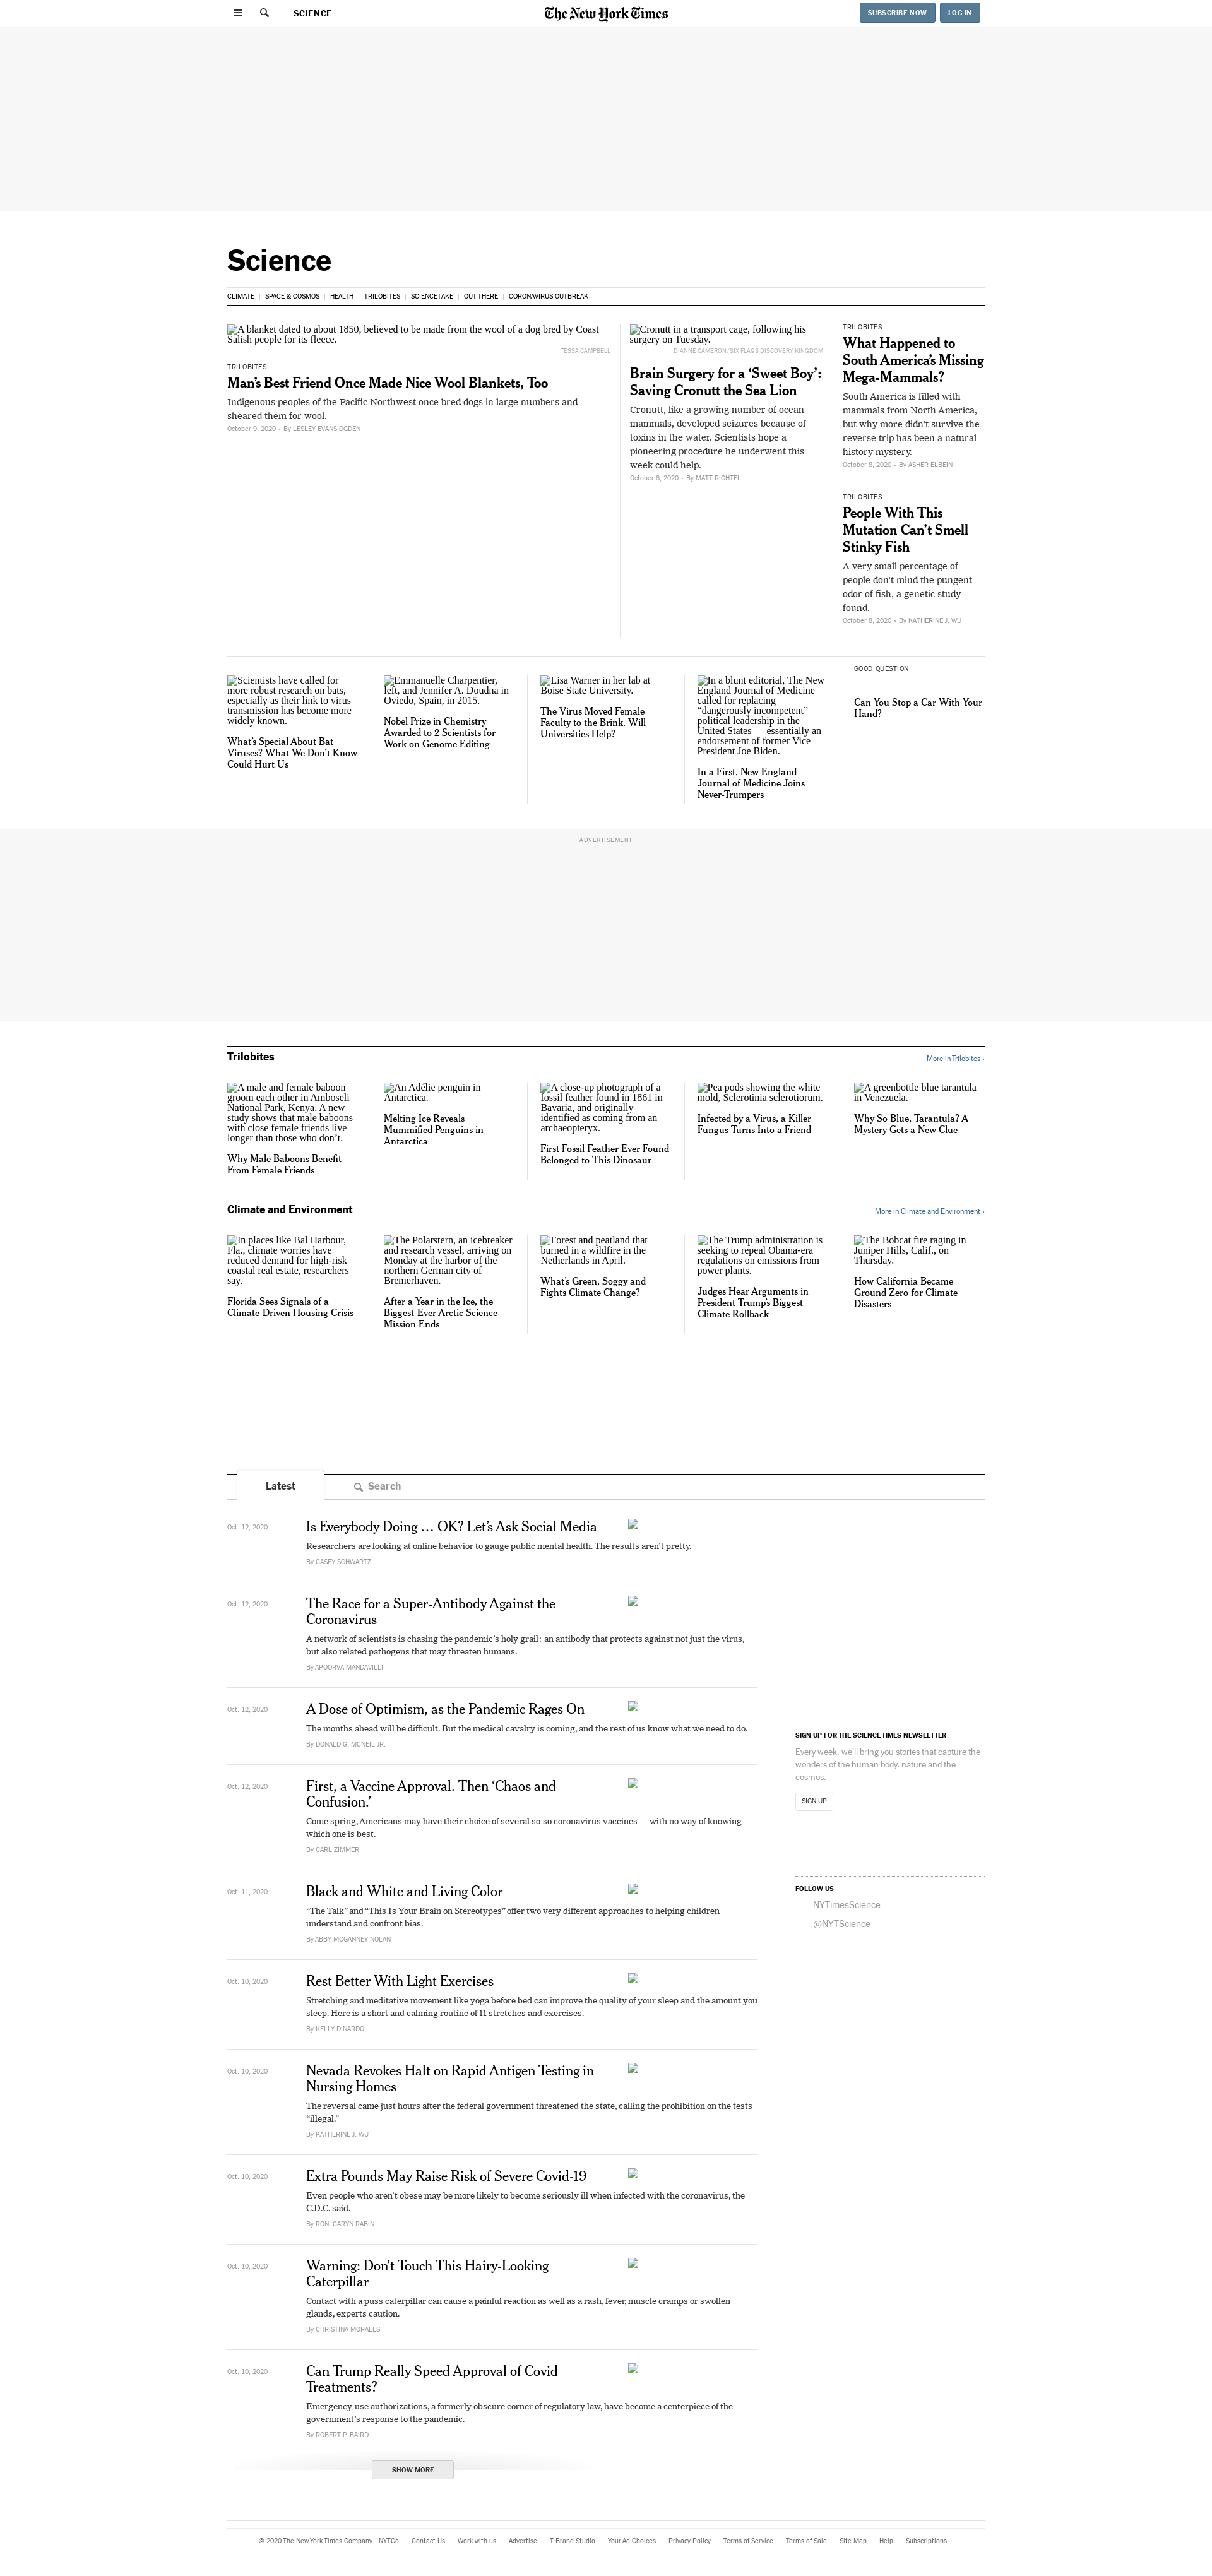 SCIENCE
The New York Times
SUBSCRIBE NOW
LOG IN
Science
CLIMATE
SPACE & COSMOS
HEALTH
TRILOBITES
SCIENCETAKE
OUT THERE
CORONAVIRUS OUTBREAK
A blanket dated to about 1850, believed to be made from the wool of a dog bred by Coast
Salish people for its fleece.
TESSA CAMPBELL
TRILOBITES
Man’s Best Friend Once Made Nice Wool Blankets, Too
Indigenous peoples of the Pacific Northwest once bred dogs in large numbers and
sheared them for wool.
October 9, 2020 - By LESLEY EVANS OGDEN
Cronutt in a transport cage, following his
surgery on Tuesday.
DIANNE CAMERON/SIX FLAGS DISCOVERY KINGDOM
Brain Surgery for a ‘Sweet Boy’:
Saving Cronutt the Sea Lion
Cronutt, like a growing number of ocean
mammals, developed seizures because of
toxins in the water. Scientists hope a
pioneering procedure he underwent this
week could help.
October 8, 2020 - By MATT RICHTEL
TRILOBITES
What Happened to
South America’s Missing
Mega-Mammals?
South America is filled with
mammals from North America,
but why more didn’t survive the
reverse trip has been a natural
history mystery.
October 8, 2020 - By ASHER ELBEIN
TRILOBITES
People With This
Mutation Can’t Smell
Stinky Fish
A very small percentage of
people don’t mind the pungent
odor of fish, a genetic study
found.
October 8, 2020 - By KATHERINE J. WU
Scientists have called for
more robust research on bats,
especially as their link to virus
transmission has become more
widely known.
What’s Special About Bat
Viruses? What We Don’t Know
Could Hurt Us
Emmanuelle Charpentier,
left, and Jennifer A. Doudna in
Oviedo, Spain, in 2015.
Nobel Prize in Chemistry
Awarded to 2 Scientists for
Work on Genome Editing
Lisa Warner in her lab at
Boise State University.
The Virus Moved Female
Faculty to the Brink. Will
Universities Help?
In a blunt editorial, The New
England Journal of Medicine
called for replacing
“dangerously incompetent”
political leadership in the
United States — essentially an
endorsement of former Vice
President Joe Biden.
In a First, New England
Journal of Medicine Joins
Never-Trumpers
GOOD QUESTION
Can You Stop a Car With Your
Hand?
ADVERTISEMENT
Trilobites
More in Trilobites ›
A male and female baboon
groom each other in Amboseli
National Park, Kenya. A new
study shows that male baboons
with close female friends live
longer than those who don’t.
Why Male Baboons Benefit
From Female Friends
An Adélie penguin in
Antarctica.
Melting Ice Reveals
Mummified Penguins in
Antarctica
A close-up photograph of a
fossil feather found in 1861 in
Bavaria, and originally
identified as coming from an
archaeopteryx.
First Fossil Feather Ever Found
Belonged to This Dinosaur
Pea pods showing the white
mold, Sclerotinia sclerotiorum.
Infected by a Virus, a Killer
Fungus Turns Into a Friend
A greenbottle blue tarantula
in Venezuela.
Why So Blue, Tarantula? A
Mystery Gets a New Clue
Climate and Environment
More in Climate and Environment ›
In places like Bal Harbour,
Fla., climate worries have
reduced demand for high-risk
coastal real estate, researchers
say.
Florida Sees Signals of a
Climate-Driven Housing Crisis
The Polarstern, an icebreaker
and research vessel, arriving on
Monday at the harbor of the
northern German city of
Bremerhaven.
After a Year in the Ice, the
Biggest-Ever Arctic Science
Mission Ends
Forest and peatland that
burned in a wildfire in the
Netherlands in April.
What’s Green, Soggy and
Fights Climate Change?
The Trump administration is
seeking to repeal Obama-era
regulations on emissions from
power plants.
Judges Hear Arguments in
President Trump’s Biggest
Climate Rollback
The Bobcat fire raging in
Juniper Hills, Calif., on
Thursday.
How California Became
Ground Zero for Climate
Disasters
Latest
Search
Oct. 12, 2020
Is Everybody Doing … OK? Let’s Ask Social Media
Researchers are looking at online behavior to gauge public mental health. The results aren’t pretty.
By CASEY SCHWARTZ
Oct. 12, 2020
The Race for a Super-Antibody Against the
Coronavirus
A network of scientists is chasing the pandemic’s holy grail: an antibody that protects against not just the virus,
but also related pathogens that may threaten humans.
By APOORVA MANDAVILLI
Oct. 12, 2020
A Dose of Optimism, as the Pandemic Rages On
The months ahead will be difficult. But the medical cavalry is coming, and the rest of us know what we need to do.
By DONALD G. MCNEIL JR.
Oct. 12, 2020
First, a Vaccine Approval. Then ‘Chaos and
Confusion.’
Come spring, Americans may have their choice of several so-so coronavirus vaccines — with no way of knowing
which one is best.
By CARL ZIMMER
Oct. 11, 2020
Black and White and Living Color
“The Talk” and “This Is Your Brain on Stereotypes” offer two very different approaches to helping children
understand and confront bias.
By ABBY MCGANNEY NOLAN
Oct. 10, 2020
Rest Better With Light Exercises
Stretching and meditative movement like yoga before bed can improve the quality of your sleep and the amount you
sleep. Here is a short and calming routine of 11 stretches and exercises.
By KELLY DINARDO
Oct. 10, 2020
Nevada Revokes Halt on Rapid Antigen Testing in
Nursing Homes
The reversal came just hours after the federal government threatened the state, calling the prohibition on the tests
“illegal.”
By KATHERINE J. WU
Oct. 10, 2020
Extra Pounds May Raise Risk of Severe Covid-19
Even people who aren’t obese may be more likely to become seriously ill when infected with the coronavirus, the
C.D.C. said.
By RONI CARYN RABIN
Oct. 10, 2020
Warning: Don’t Touch This Hairy-Looking
Caterpillar
Contact with a puss caterpillar can cause a painful reaction as well as a rash, fever, muscle cramps or swollen
glands, experts caution.
By CHRISTINA MORALES
Oct. 10, 2020
Can Trump Really Speed Approval of Covid
Treatments?
Emergency-use authorizations, a formerly obscure corner of regulatory law, have become a centerpiece of the
government’s response to the pandemic.
By ROBERT P. BAIRD
SHOW MORE
SIGN UP FOR THE SCIENCE TIMES NEWSLETTER
Every week, we’ll bring you stories that capture the
wonders of the human body, nature and the
cosmos.
SIGN UP
FOLLOW US
NYTimesScience
@NYTScience
© 2020 The New York Times Company
NYTCo
Contact Us
Work with us
Advertise
T Brand Studio
Your Ad Choices
Privacy Policy
Terms of Service
Terms of Sale
Site Map
Help
Subscriptions